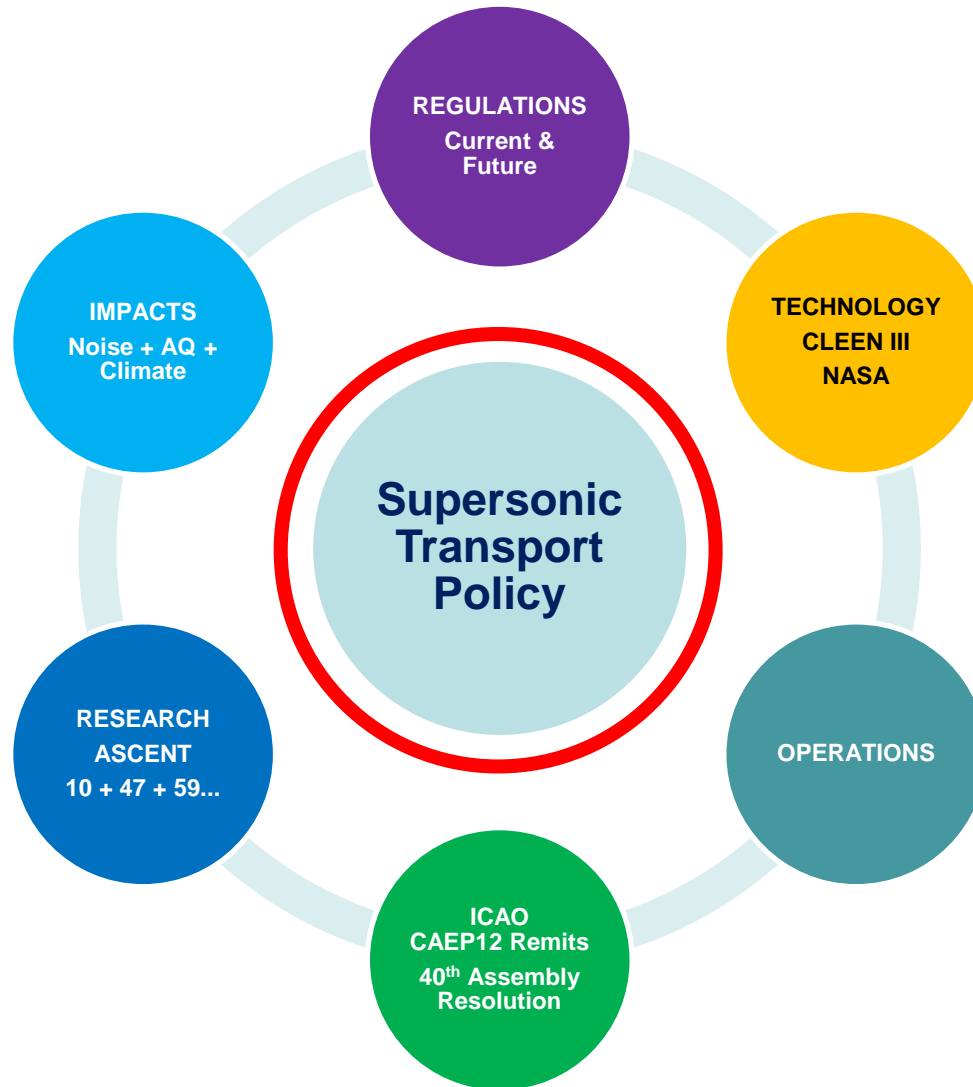 REGULATIONS
Current &
Future
TECHNOLOGY
CLEEN III
NASA
IMPACTS
Noise + AQ +
Climate
Supersonic
Transport
Policy
RESEARCH
ASCENT
10 + 47 + 59...
OPERATIONS
ICAO
CAEP12 Remits
40th Assembly
Resolution